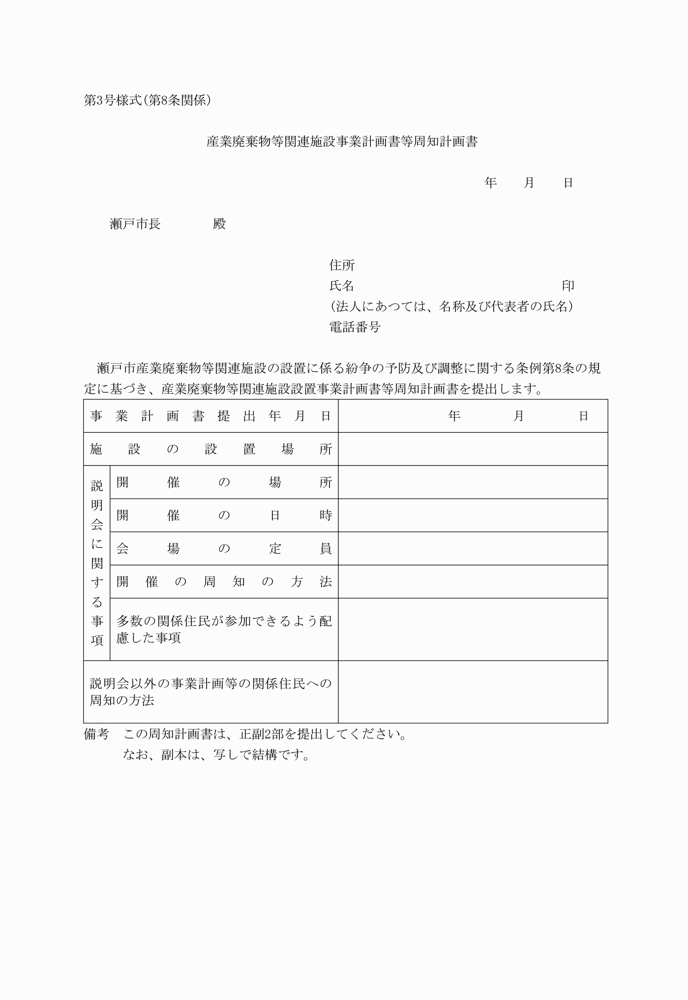 第3号様式(第8条関係)
産業廃棄物等関連施設事業計画書等周知計画書
年　月　日
瀬戸市長　　　　殿
住所
氏名　　　　　　　　印
(法人にあつては、名称及び代表者の氏名)
電話番号
瀬戸市産業廃棄物等関連施設の設置に係る紛争の予防及び調整に関する条例第8条の規
定に基づき、産業廃棄物等関連施設設置事業計画書等周知計画書を提出します。
事業計画書提出年月日　　年　月　日
施設の設置場所
説明会に関する事項
開催の場所
開催の日時
会場の定員
開催の周知の方法
多数の関係住民が参加できるよう配
慮した事項
説明会以外の事業計画等の関係住民への
周知の方法
備考　この周知計画書は、正副2部を提出してください。
なお、副本は、写しで結構です。